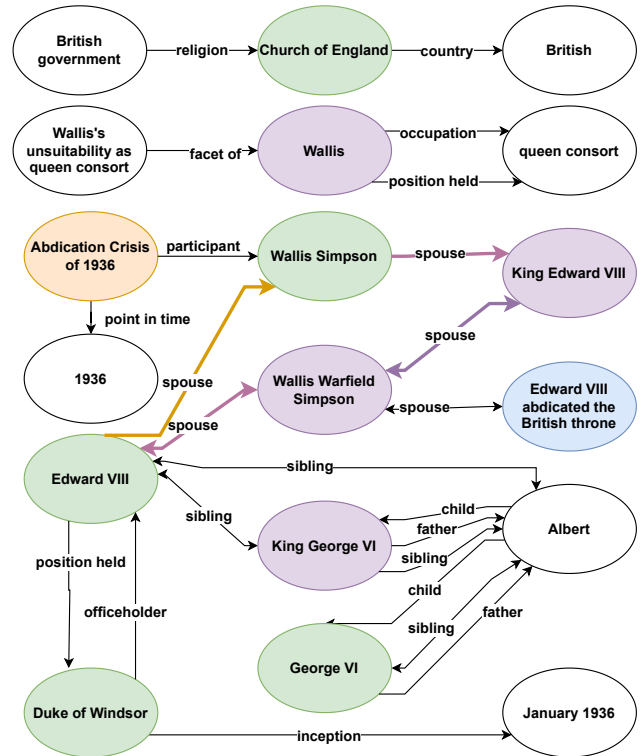 British
government
religion
Church of England
country
British
Wallis's
unsuitability as
queen consort
facet of
Wallis
occupation
position held
queen consort
Abdication Crisis
of 1936
participant
Wallis Simpson
spouse
King Edward VIII
point in time
1936
spouse
spouse
Wallis Warfield
Simpson
spouse
spouse
Edward VIII
abdicated the
British throne
Edward VIII
sibling
sibling
King George VI
child
father
sibling
child
Albert
position held
officeholder
sibling
father
George VI
Duke of Windsor
inception
January 1936